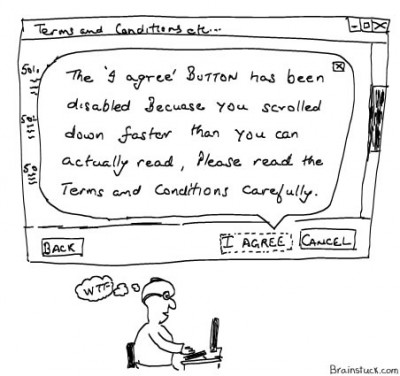 Terms and Conditions etc...
The 'I agree' BUTTON has been
disabled Becuase you scrolled
down faster than you can
actually read, Please read the
Terms and Conditions Carefully.
BACK
I AGREE
CANCEL
WTF
Brainstuck.com